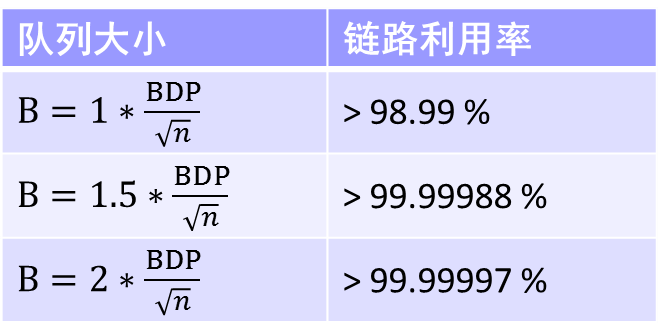 队列大小 链路利用率
B = 1 * BDP/√n > 98.99 %
B = 1.5 * BDP/√n > 99.99988 %
B = 2 * BDP/√n > 99.99997 %